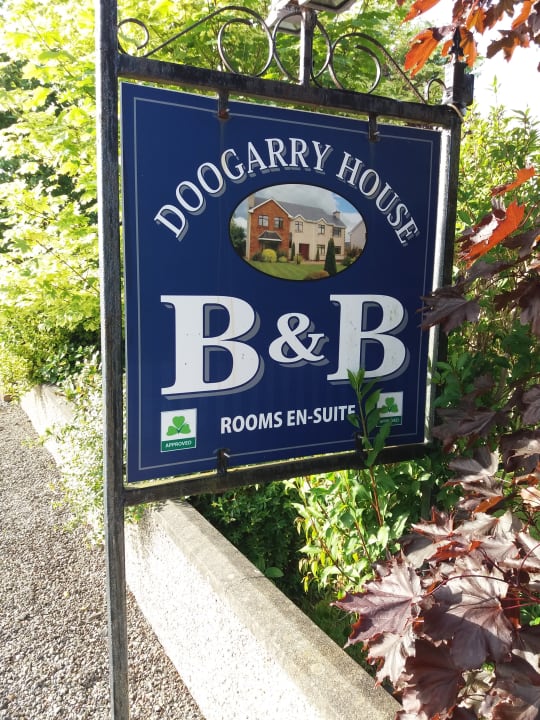 DOOGARRY HOUSE
B&B
ROOMS EN-SUITE
APPROVED